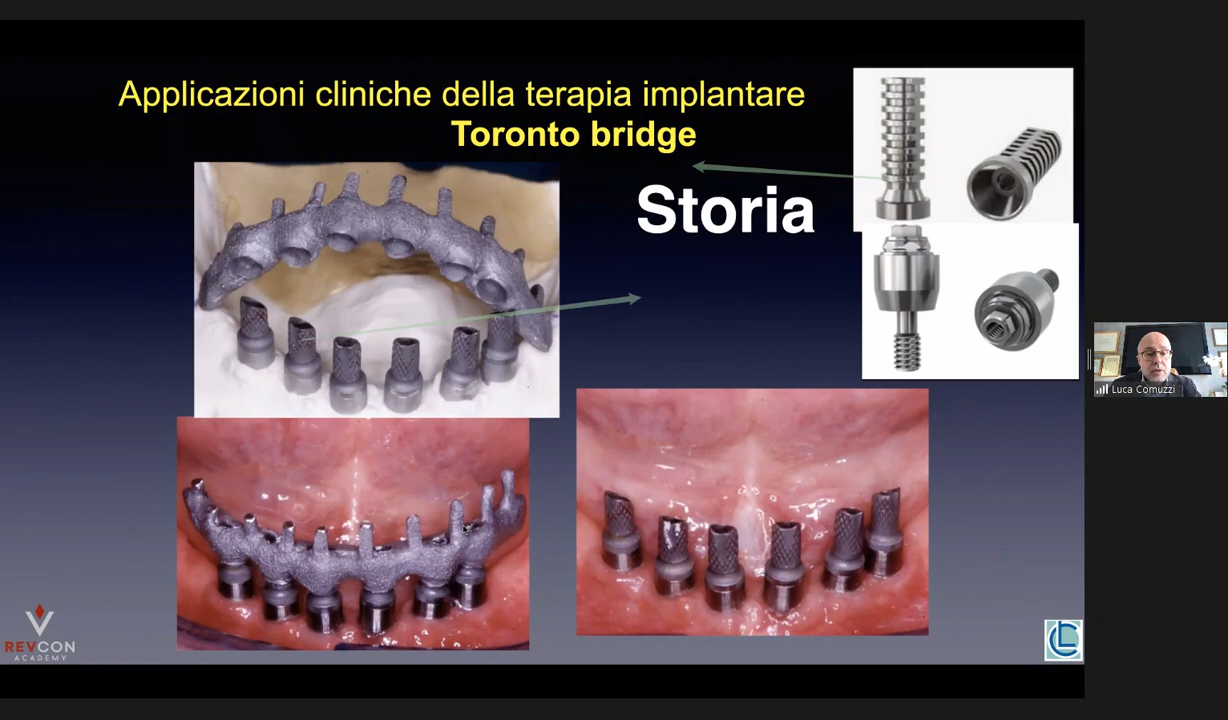 Applicazioni cliniche della terapia implantare
Toronto bridge
Storia
Luca Comuzzi
REVCON
ACADEMY